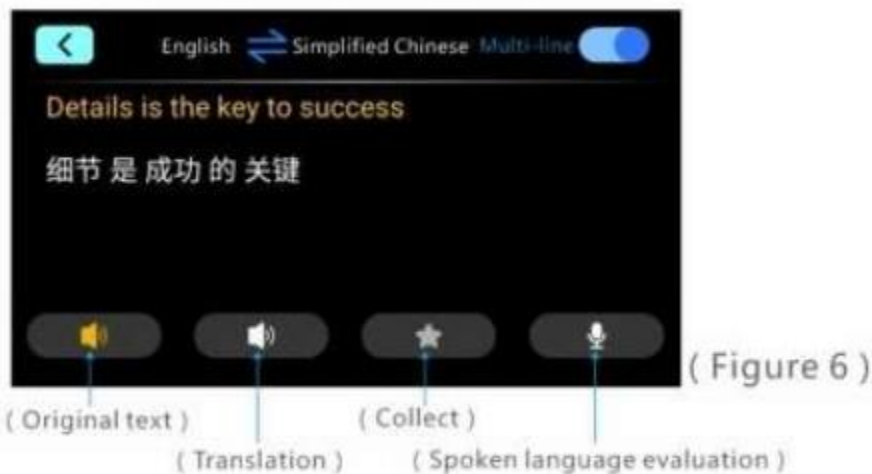 English Simplified Chinese Multi-line
Details is the key to success
细节 是 成功 的 关键
( Figure 6 )
( Original text ) ( Collect )
( Translation ) ( Spoken language evaluation )